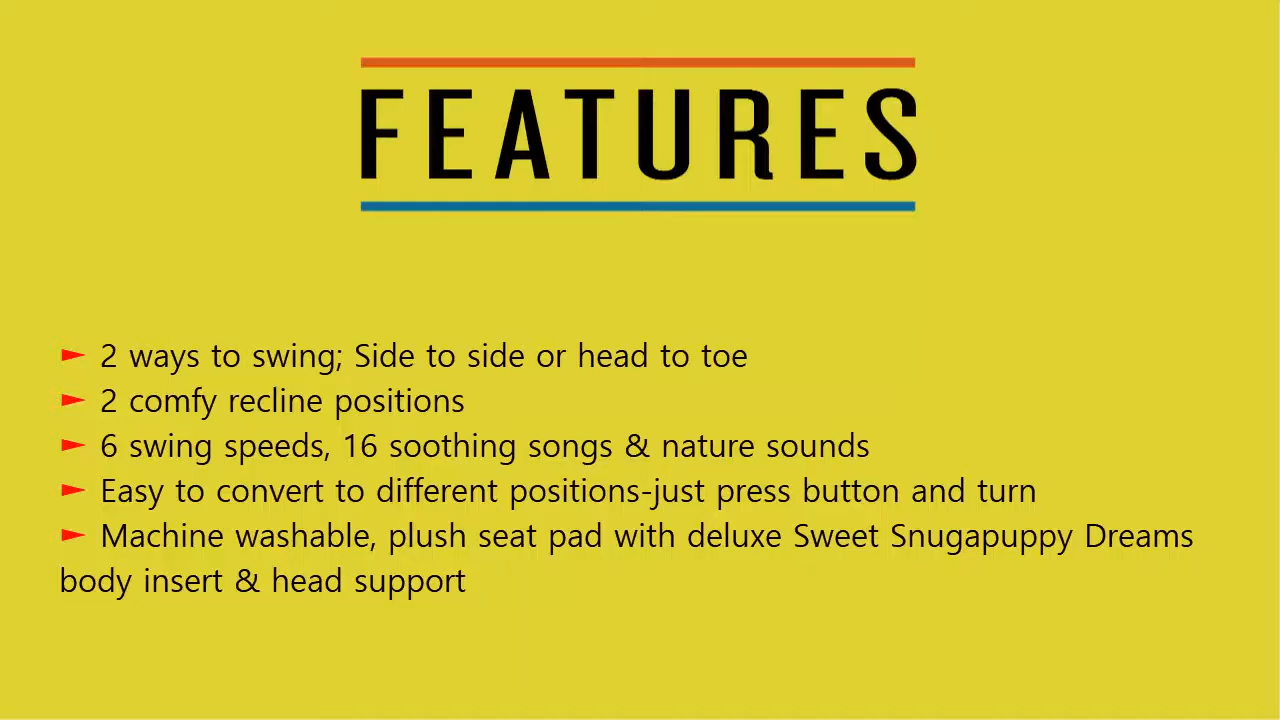 FEATURES
► 2 ways to swing; Side to side or head to toe
► 2 comfy recline positions
► 6 swing speeds, 16 soothing songs & nature sounds
► Easy to convert to different positions-just press button and turn
► Machine washable, plush seat pad with deluxe Sweet Snugapuppy Dreams
body insert & head support